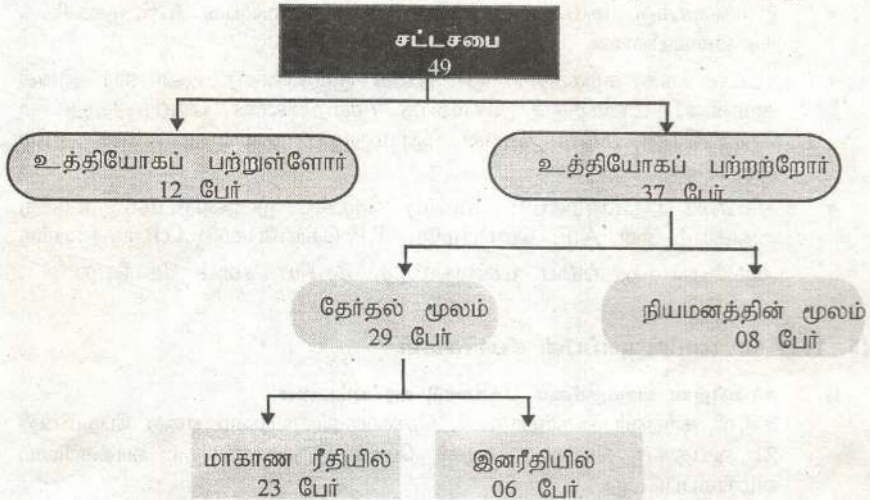 சட்டசபை
49
உத்தியோகப் பற்றுள்ளோர்
12 பேர்
உத்தியோகப் பற்றற்றோர்
37 பேர்
தேர்தல் மூலம்
29 பேர்
நியமனத்தின் மூலம்
08 பேர்
மாகாண ரீதியில்
23 பேர்
இனரீதியில்
06 பேர்